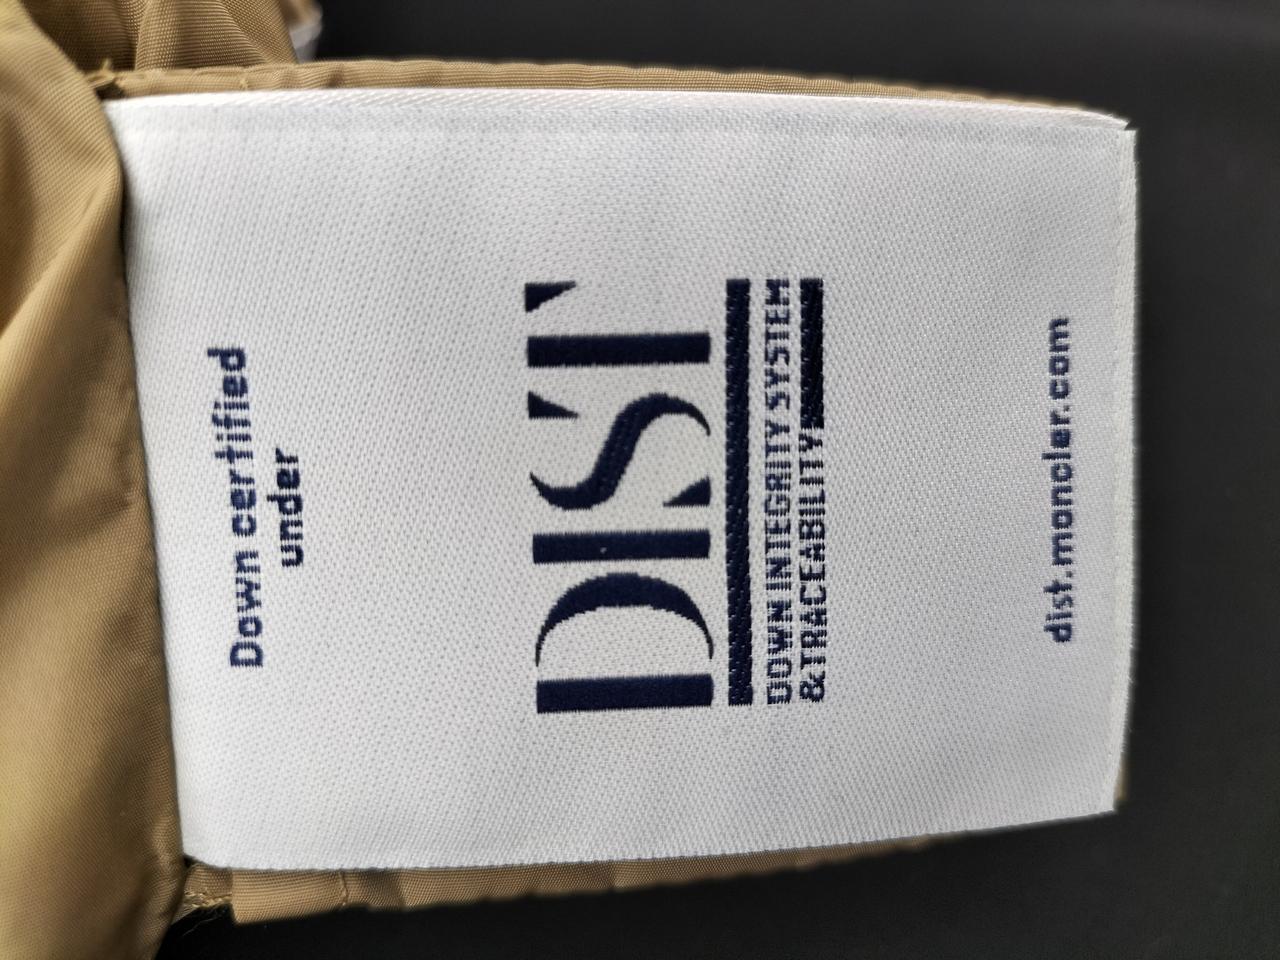 Down certified
under
DIST
DOWN INTEGRITY SYSTEM
&TRACEABILITY
dist.moncler.com